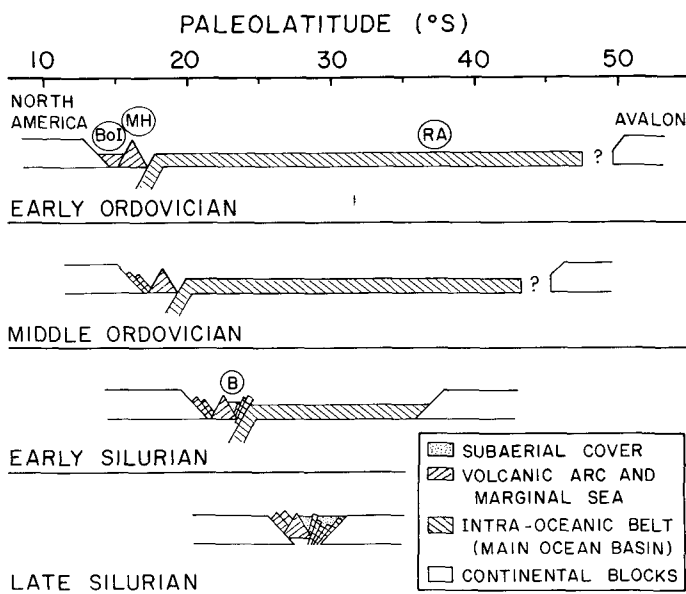 PALEOLATITUDE (°S)
10 20 30 40 50
NORTH AMERICA
BoI
MH
RA
AVALON
?
EARLY ORDOVICIAN
?
MIDDLE ORDOVICIAN
B
EARLY SILURIAN
LATE SILURIAN
SUBAERIAL COVER
VOLCANIC ARC AND
MARGINAL SEA
INTRA-OCEANIC BELT
(MAIN OCEAN BASIN)
CONTINENTAL BLOCKS